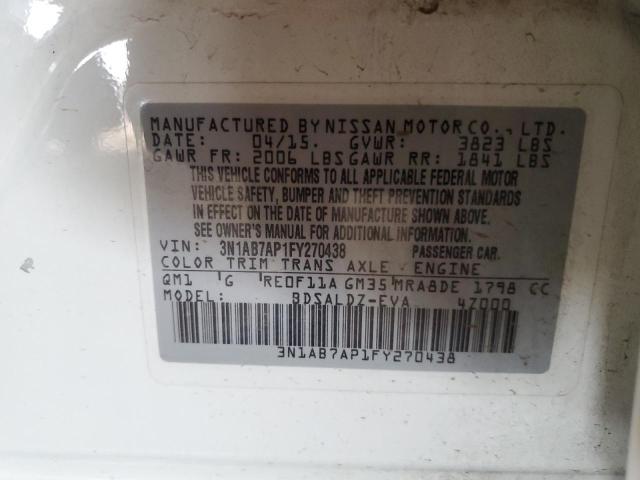 MANUFACTURED BY NISSAN MOTOR CO., LTD.
DATE: 04/15. GVWR: 3823 LBS
GAWR FR: 2006 LBS GAWR RR: 1841 LBS
THIS VEHICLE CONFORMS TO ALL APPLICABLE FEDERAL MOTOR
VEHICLE SAFETY, BUMPER AND THEFT PREVENTION STANDARDS
IN EFFECT ON THE DATE OF MANUFACTURE SHOWN ABOVE.
SEE OWNER'S MANUAL FOR ADDITIONAL INFORMATION
VIN: 3N1AB7AP1FY270438 PASSENGER CAR.
COLOR TRIM TRANS AXLE ENGINE
QM1 G RE0F11A GM35 MRA8DE 1798 CC
MODEL: BDSALDZ-EVA 4Z000
3N1AB7AP1FY270438